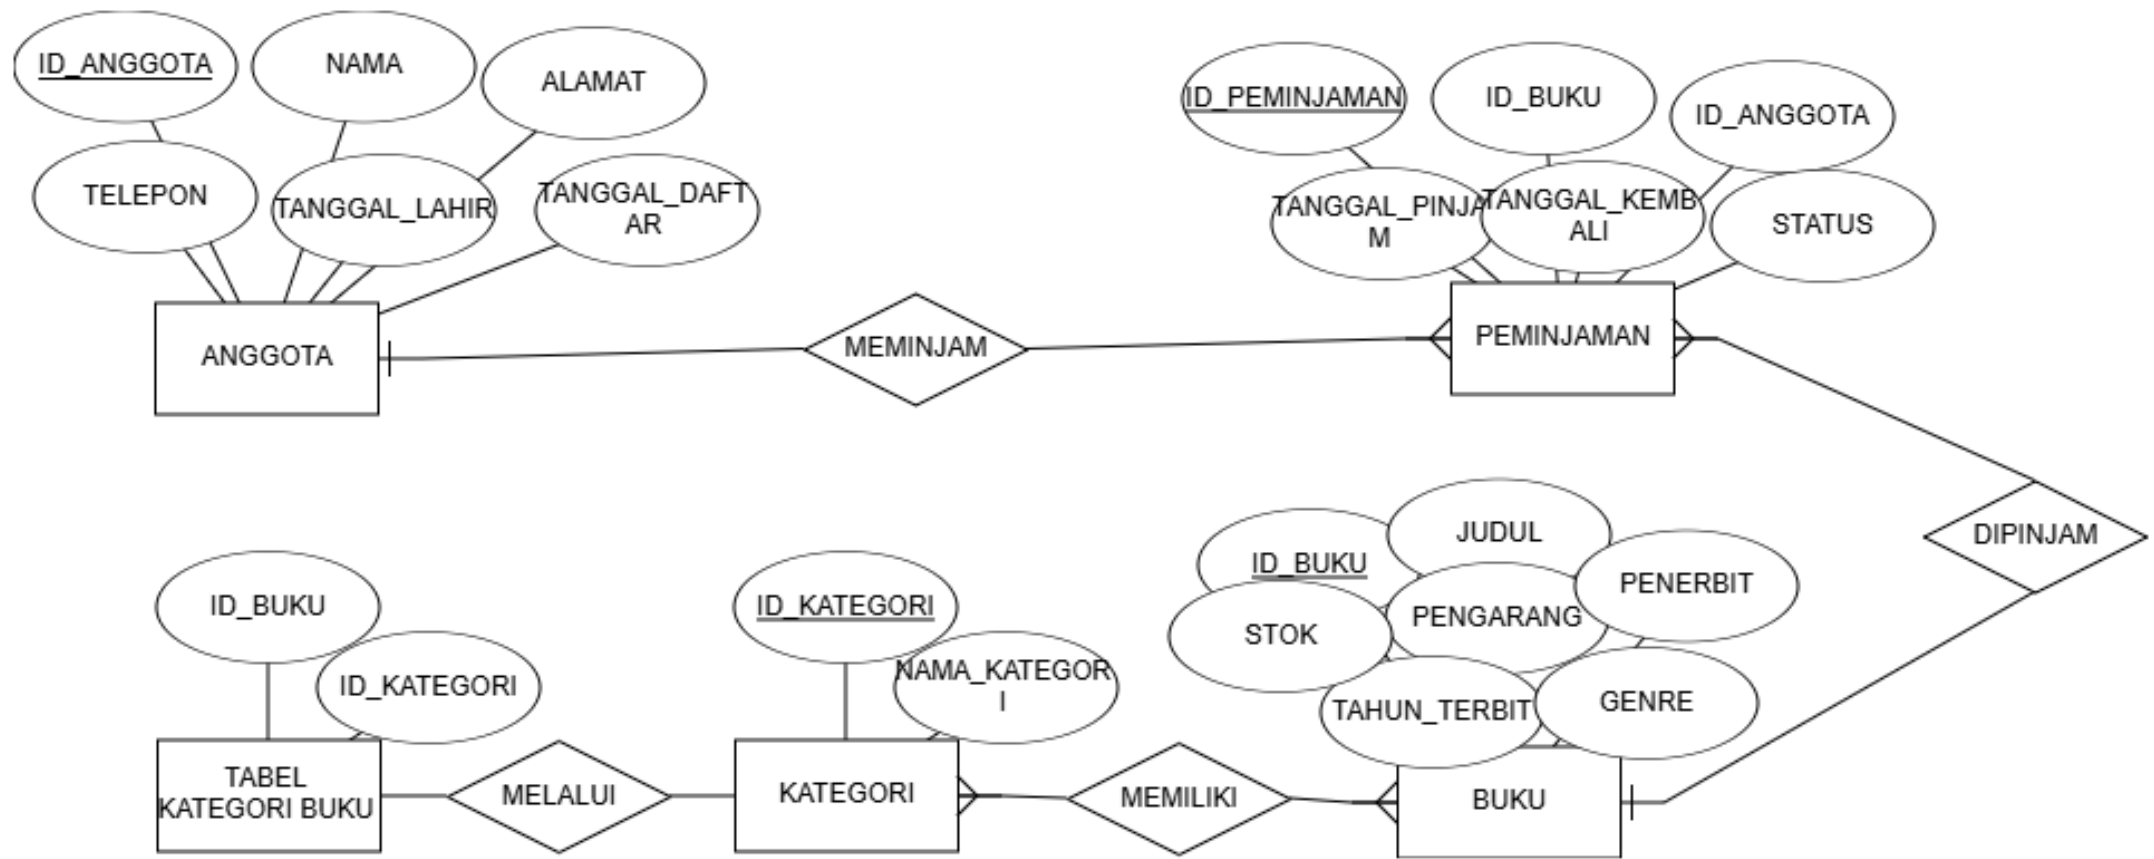 ID_ANGGOTA
NAMA
ALAMAT
TELEPON
TANGGAL_LAHIR
TANGGAL_DAFT
AR
ANGGOTA
MEMINJAM
ID_PEMINJAMAN
ID_BUKU
ID_ANGGOTA
TANGGAL_PINJA
M
TANGGAL_KEMB
ALI
STATUS
PEMINJAMAN
DIPINJAM
ID_BUKU
ID_KATEGORI
TABEL
KATEGORI BUKU
MELALUI
ID_KATEGORI
NAMA_KATEGOR
I
KATEGORI
MEMILIKI
ID_BUKU
JUDUL
PENERBIT
STOK
PENGARANG
TAHUN_TERBIT
GENRE
BUKU